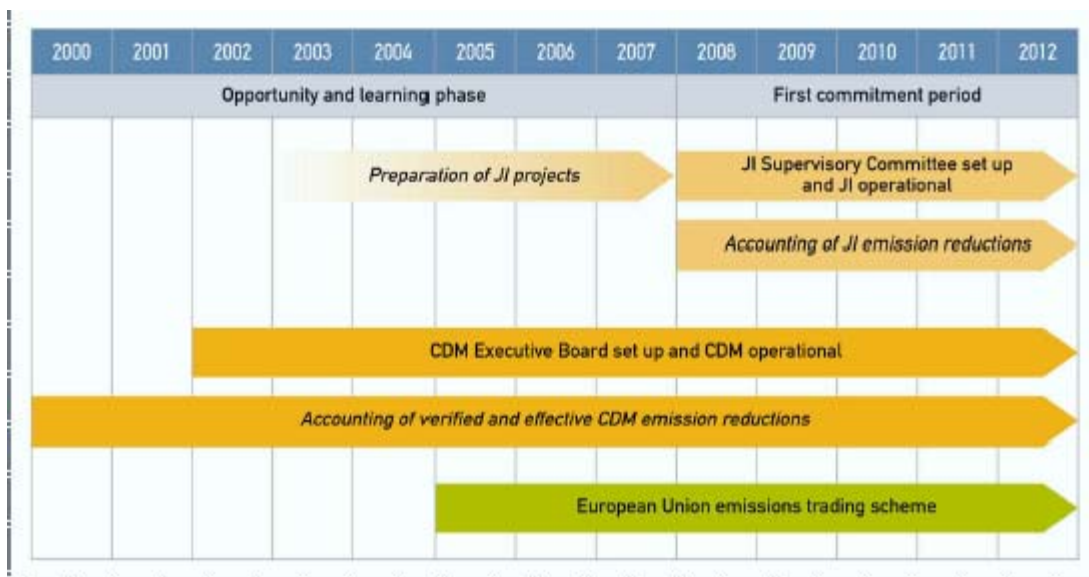 2000 2001 2002 2003 2004 2005 2006 2007 2008 2009 2010 2011 2012
Opportunity and learning phase First commitment period
Preparation of JI projects
JI Supervisory Committee set up
and JI operational
Accounting of JI emission reductions
CDM Executive Board set up and CDM operational
Accounting of verified and effective CDM emission reductions
European Union emissions trading scheme